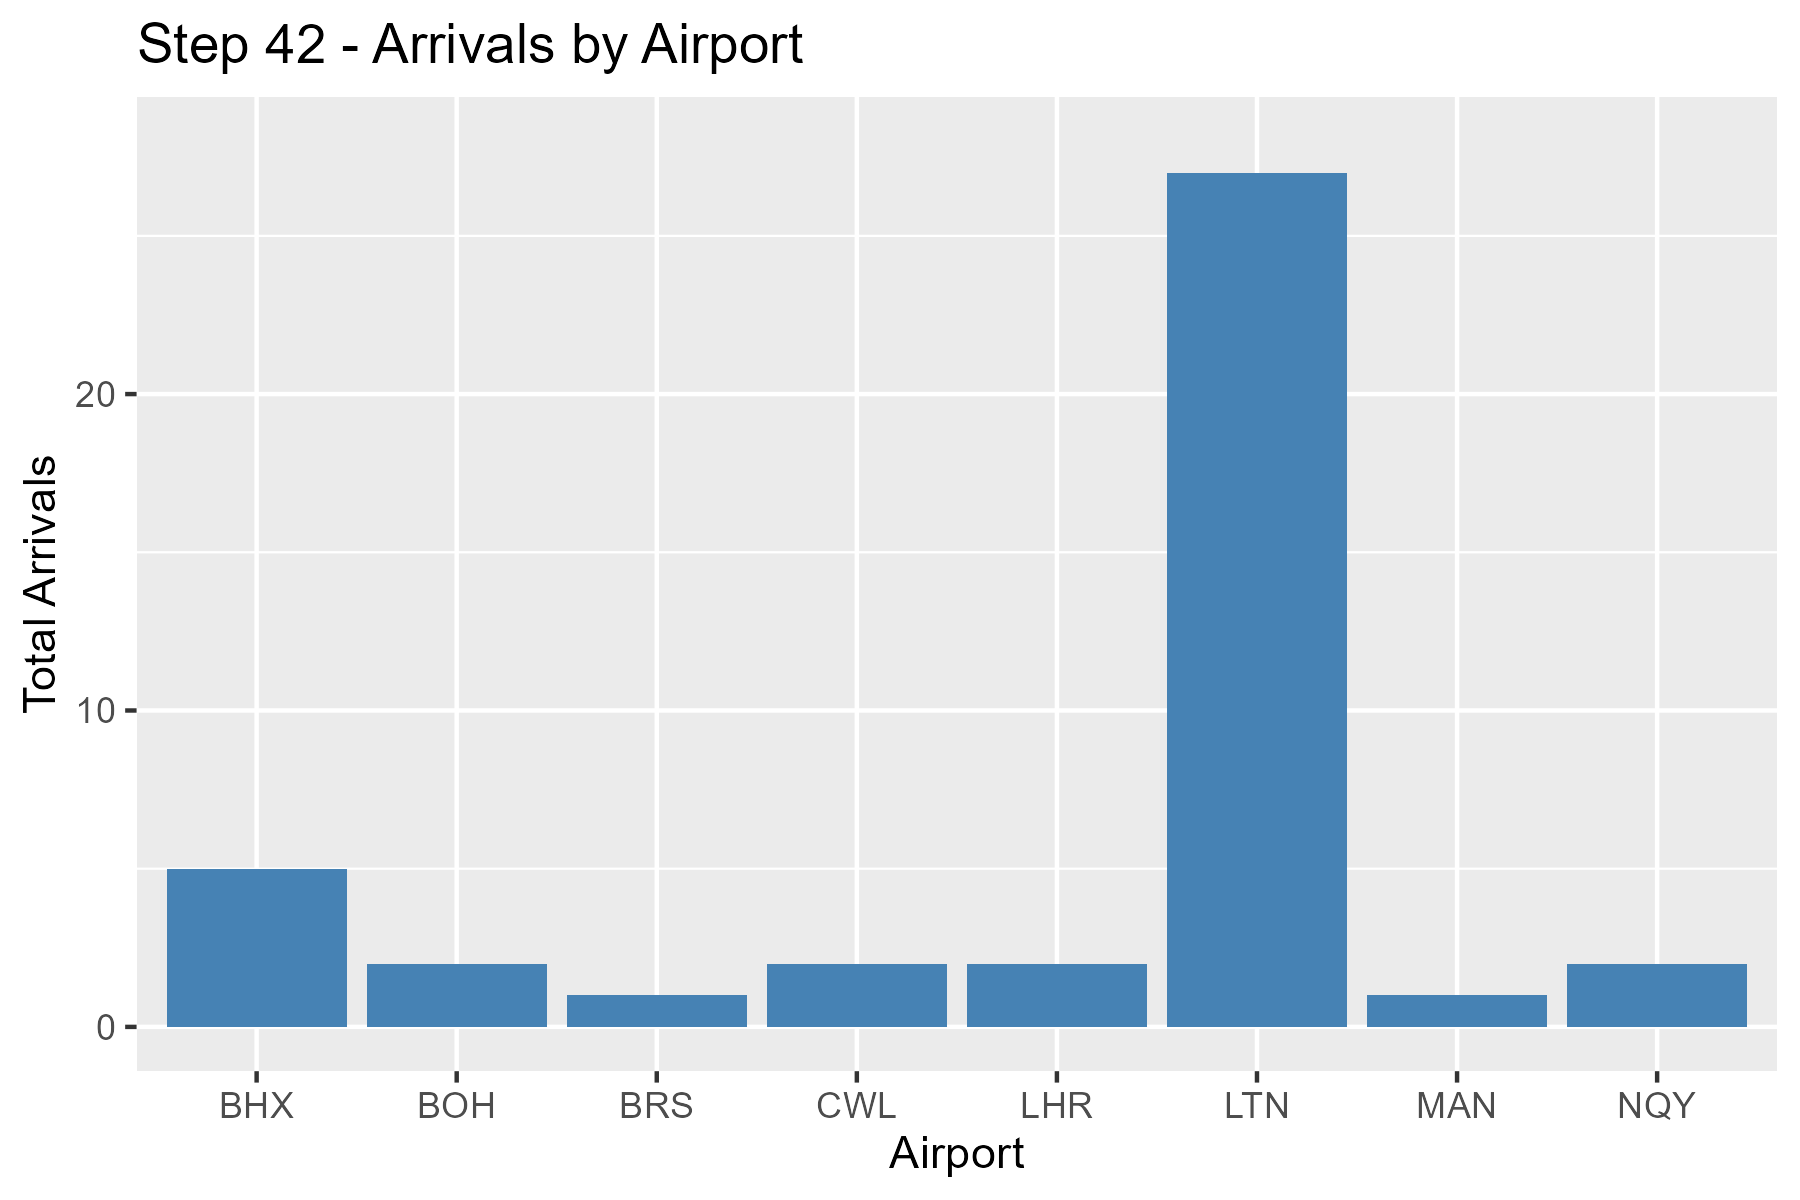 Step 42 - Arrivals by Airport
Total Arrivals
20
10
0
BHX BOH BRS CWL LHR LTN MAN NQY
Airport